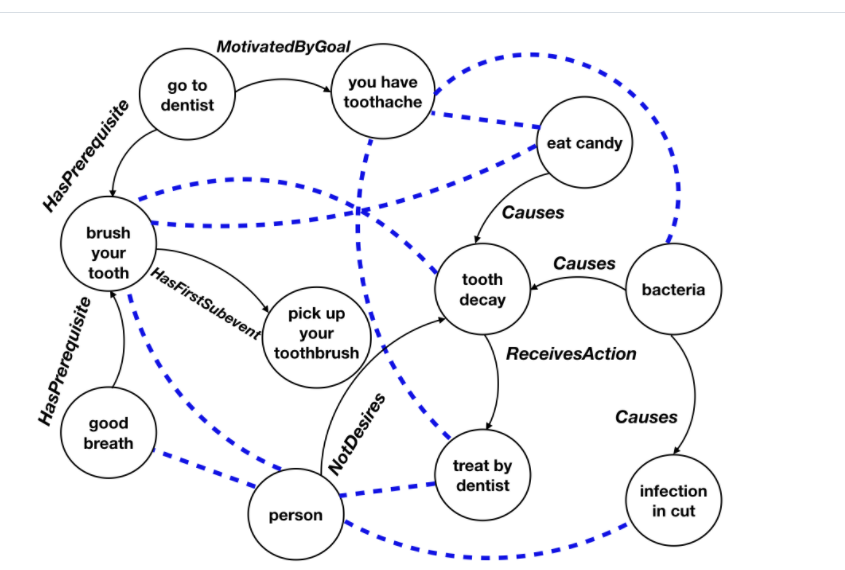 MotivatedByGoal
go to
dentist
you have
toothache
HasPrerequisite
eat candy
Causes
brush
your
tooth
HasFirstSubevent
tooth
decay
Causes
bacteria
pick up
your
toothbrush
ReceivesAction
HasPrerequisite
good
breath
NotDesires
Causes
treat by
dentist
infection
in cut
person